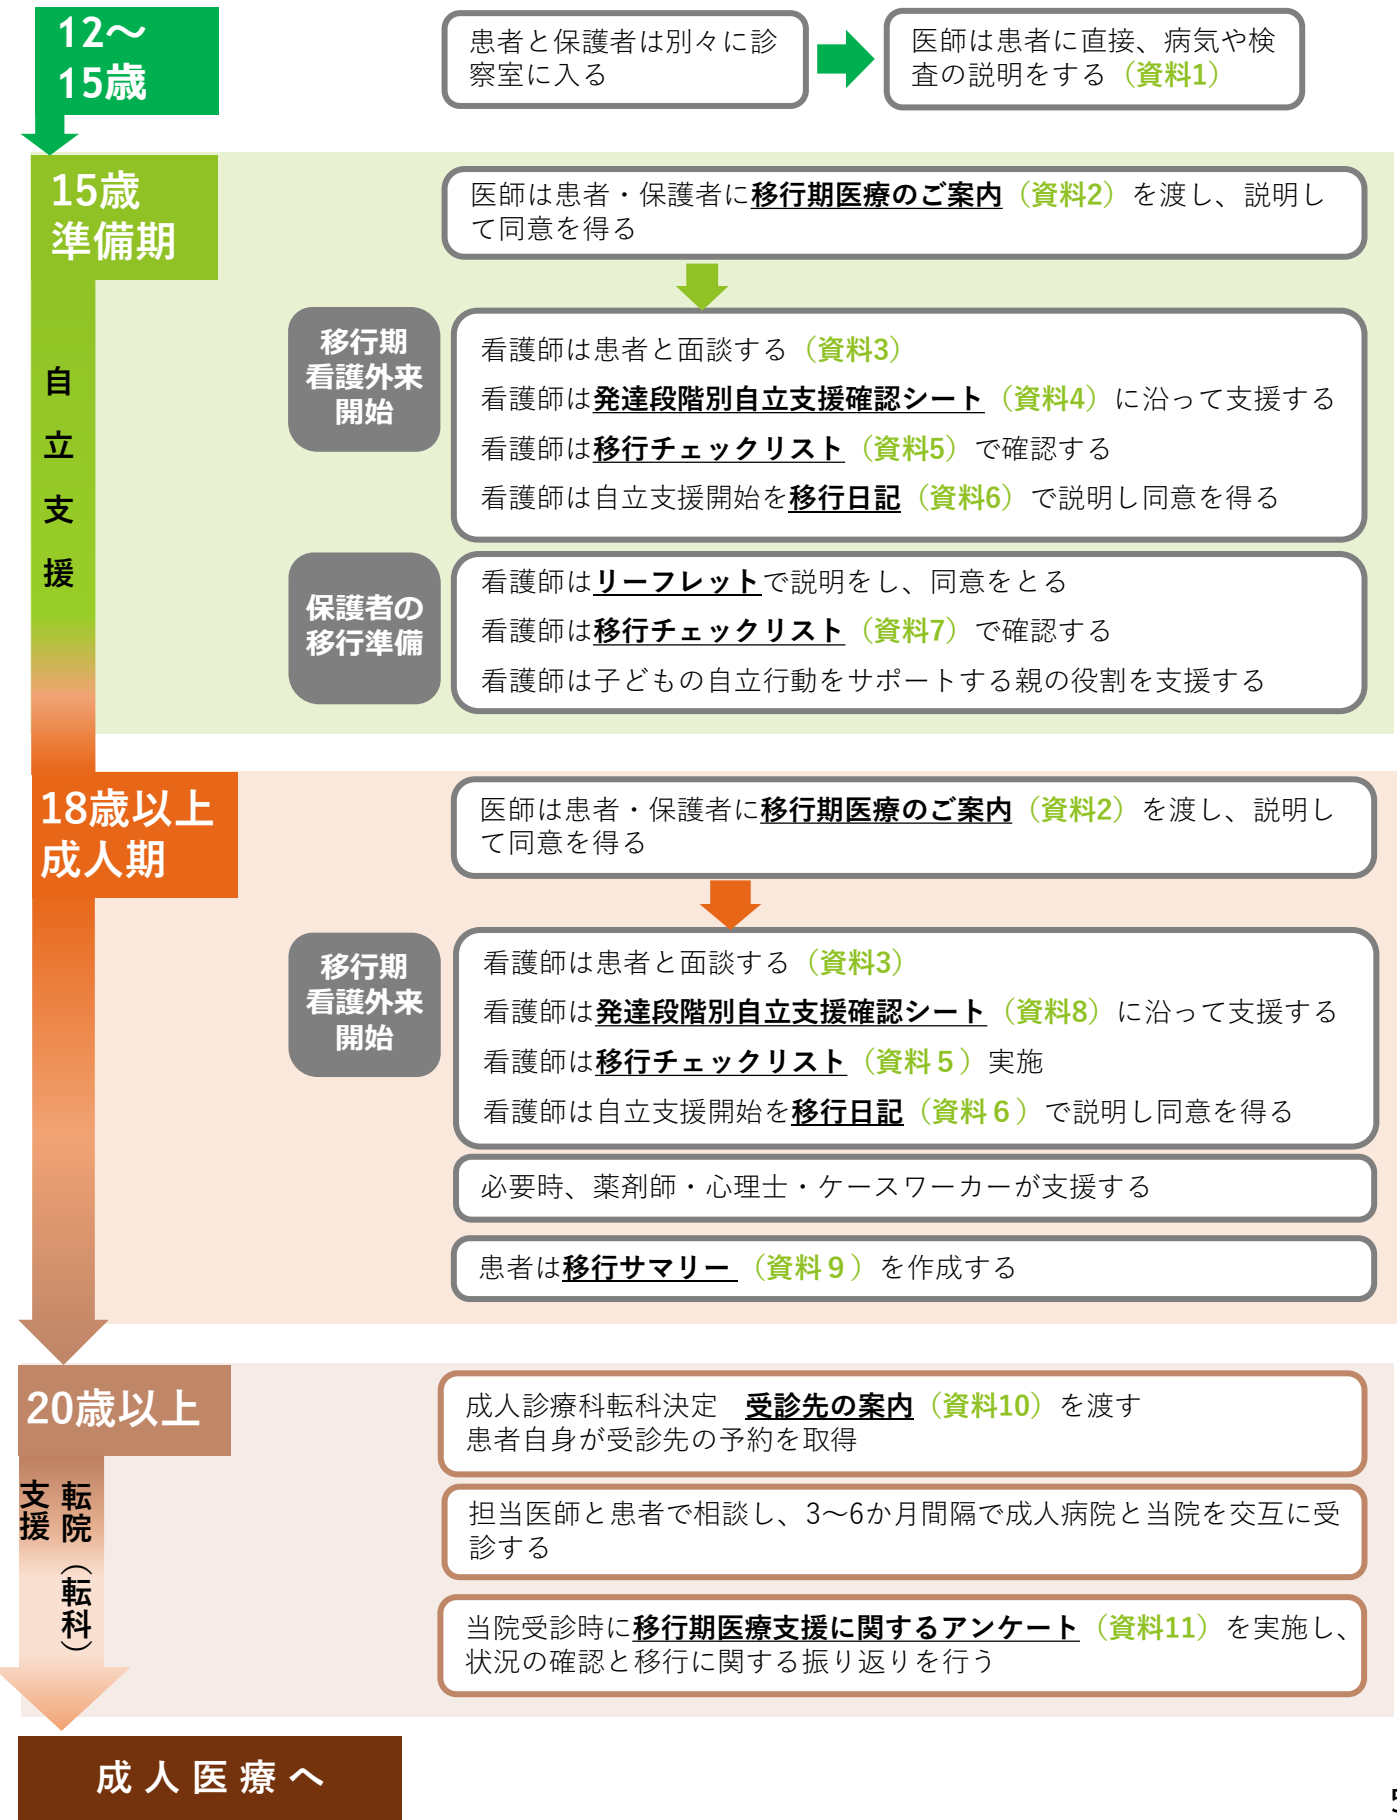 12～
15歳
患者と保護者は別々に診
察室に入る
医師は患者に直接、病気や検
査の説明をする（資料1）
15歳
準備期
医師は患者・保護者に移行期医療のご案内（資料2）を渡し、説明し
て同意を得る
自立支援
移行期
看護外来
開始
看護師は患者と面談する（資料3）
看護師は発達段階別自立支援確認シート（資料4）に沿って支援する
看護師は移行チェックリスト（資料5）で確認する
看護師は自立支援開始を移行日記（資料6）で説明し同意を得る
保護者の
移行準備
看護師はリーフレットで説明をし、同意をとる
看護師は移行チェックリスト（資料7）で確認する
看護師は子どもの自立行動をサポートする親の役割を支援する
18歳以上
成人期
医師は患者・保護者に移行期医療のご案内（資料2）を渡し、説明し
て同意を得る
移行期
看護外来
開始
看護師は患者と面談する（資料3）
看護師は発達段階別自立支援確認シート（資料8）に沿って支援する
看護師は移行チェックリスト（資料５）実施
看護師は自立支援開始を移行日記（資料６）で説明し同意を得る
必要時、薬剤師・心理士・ケースワーカーが支援する
患者は移行サマリー（資料９）を作成する
20歳以上
成人診療科転科決定　受診先の案内（資料10）を渡す
患者自身が受診先の予約を取得
転院（転科）
支援
担当医師と患者で相談し、3～6か月間隔で成人病院と当院を交互に受
診する
当院受診時に移行期医療支援に関するアンケート（資料11）を実施し、
状況の確認と移行に関する振り返りを行う
成人医療へ